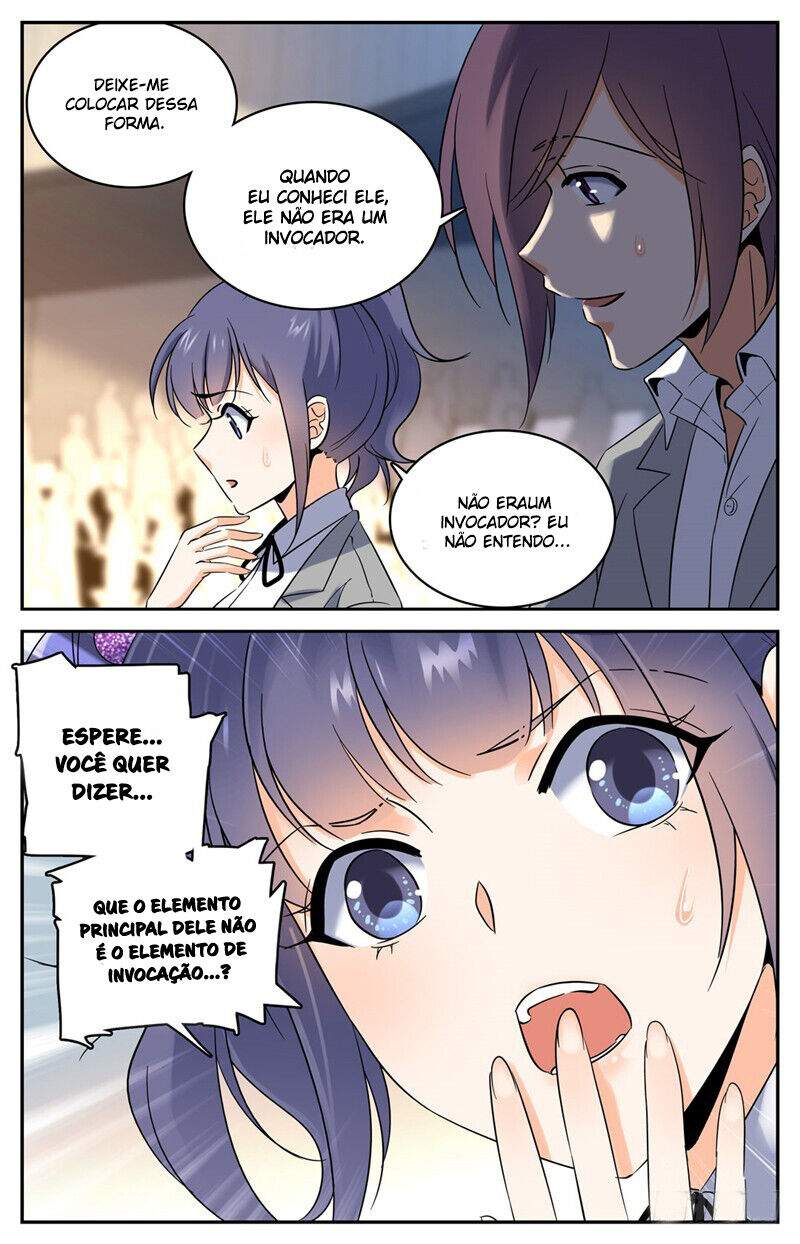 DEIXE-ME
COLOCAR DESSA
FORMA.
QUANDO
EU CONHECI ELE,
ELE NÃO ERA UM
INVOCADOR.
NÃO ERAUM
INVOCADOR? EU
NÃO ENTENDO...
ESPERE...
VOCÊ QUER
DIZER...
QUE O ELEMENTO
PRINCIPAL DELE NÃO
É O ELEMENTO DE
INVOCAÇÃO...?